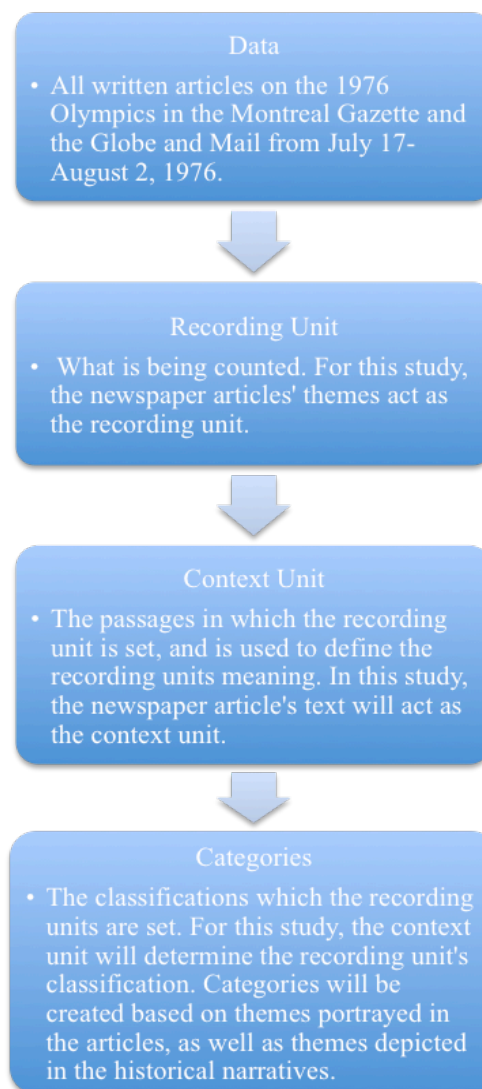 Data
• All written articles on the 1976
Olympics in the Montreal Gazette and
the Globe and Mail from July 17-
August 2, 1976.
Recording Unit
• What is being counted. For this study,
the newspaper articles' themes act as
the recording unit.
Context Unit
• The passages in which the recording
unit is set, and is used to define the
recording units meaning. In this study,
the newspaper article's text will act as
the context unit.
Categories
• The classifications which the recording
units are set. For this study, the context
unit will determine the recording unit's
classification. Categories will be
created based on themes portrayed in
the articles, as well as themes depicted
in the historical narratives.